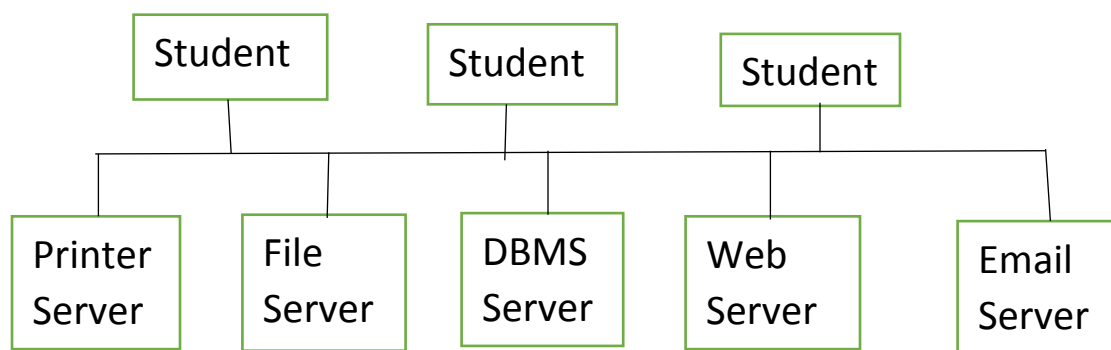 Student
Student
Student
Printer
Server
File
Server
DBMS
Server
Web
Server
Email
Server